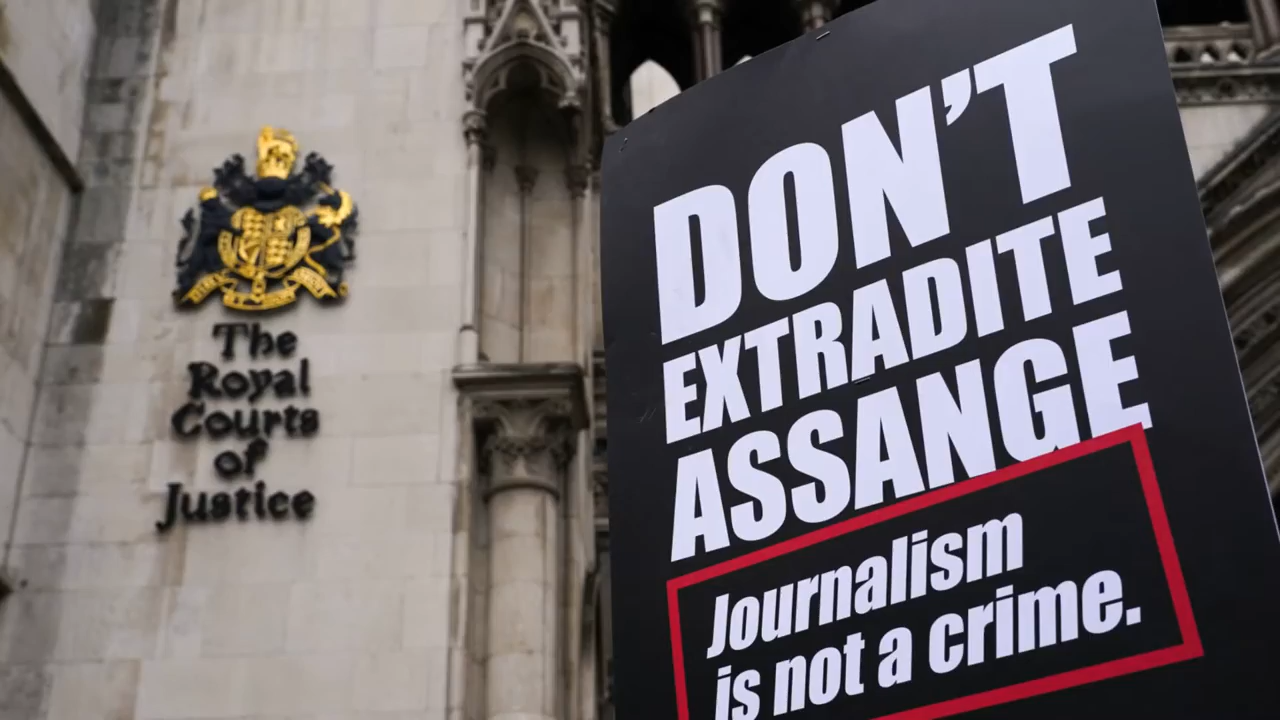 The
Royal
Courts
of
Justice
DON'T
EXTRADITE
ASSANGE
Journalism
is not a crime.